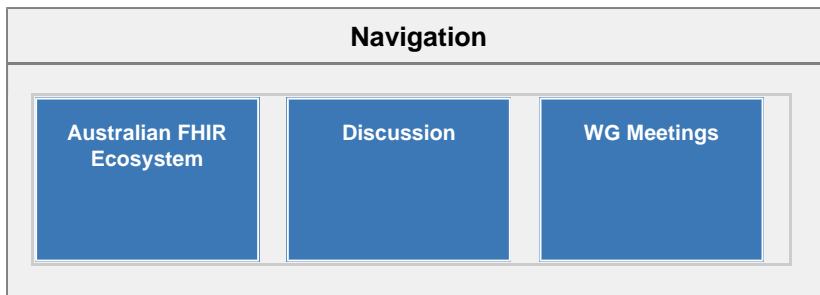 Navigation
Australian FHIR
Ecosystem
Discussion
WG Meetings